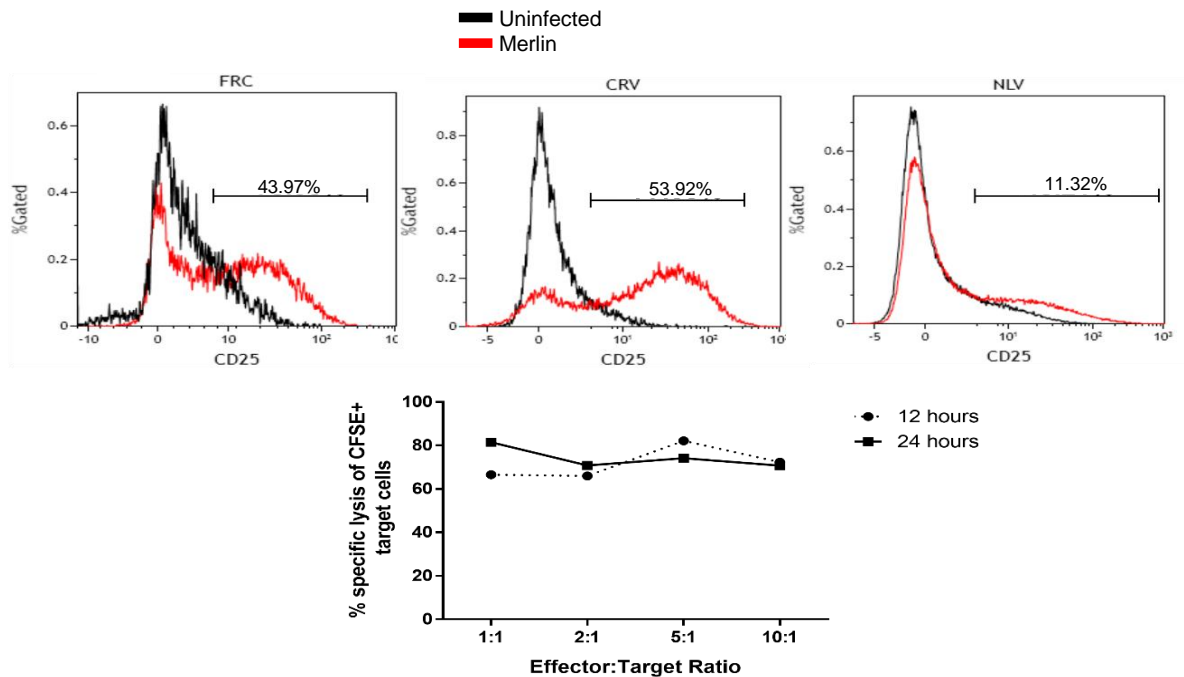 Uninfected
Merlin
FRC
CRV
NLV
%Gated
0.6
0.4
0.2
0
43.97%
-10
0
10
10²
10³
CD25
%Gated
0.8
0.6
0.4
0.2
0
53.92%
-5
0
10¹
10²
10³
CD25
%Gated
0.6
0.4
0.2
0
11.32%
-5
0
10¹
10²
10³
CD25
% specific lysis of CFSE+
target cells
100
80
60
40
20
0
1:1
2:1
5:1
10:1
Effector:Target Ratio
12 hours
24 hours